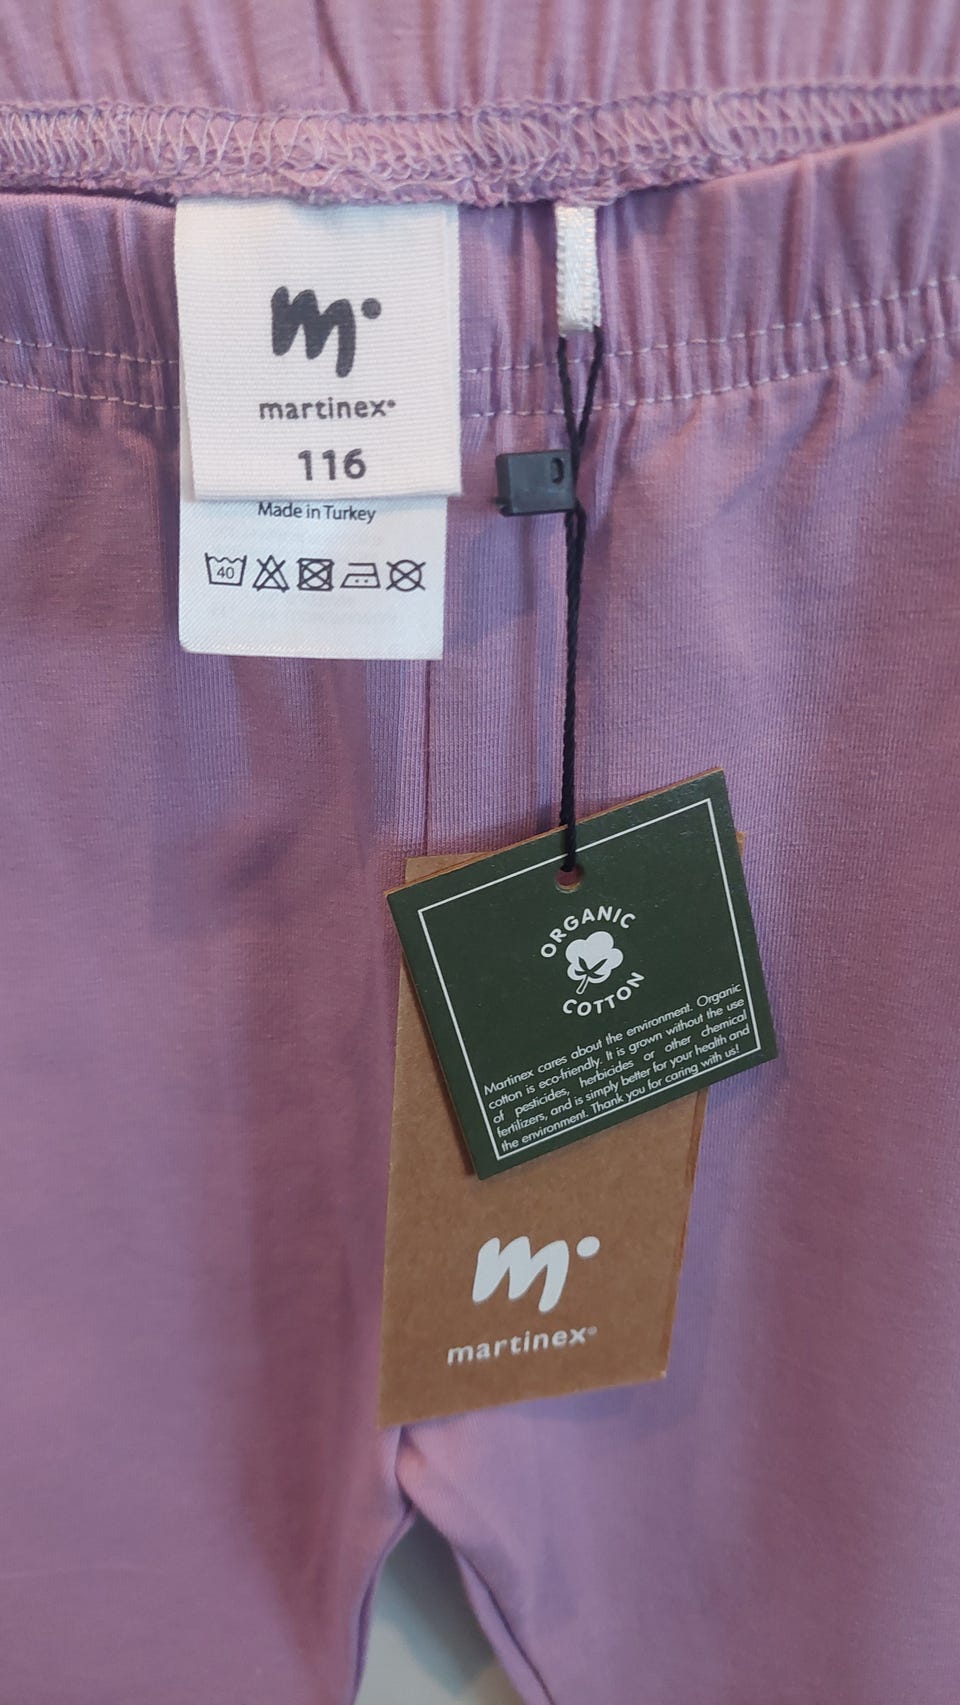 m
martinex®
116
Made in Turkey
40
ORGANIC
COTTON
Martinex cares about the environment. Organic
cotton is eco-friendly. It is grown without the use
of pesticides, herbicides or other chemical
fertilizers, and is simply better for your health and
the environment. Thank you for caring with us!
m
martinex®